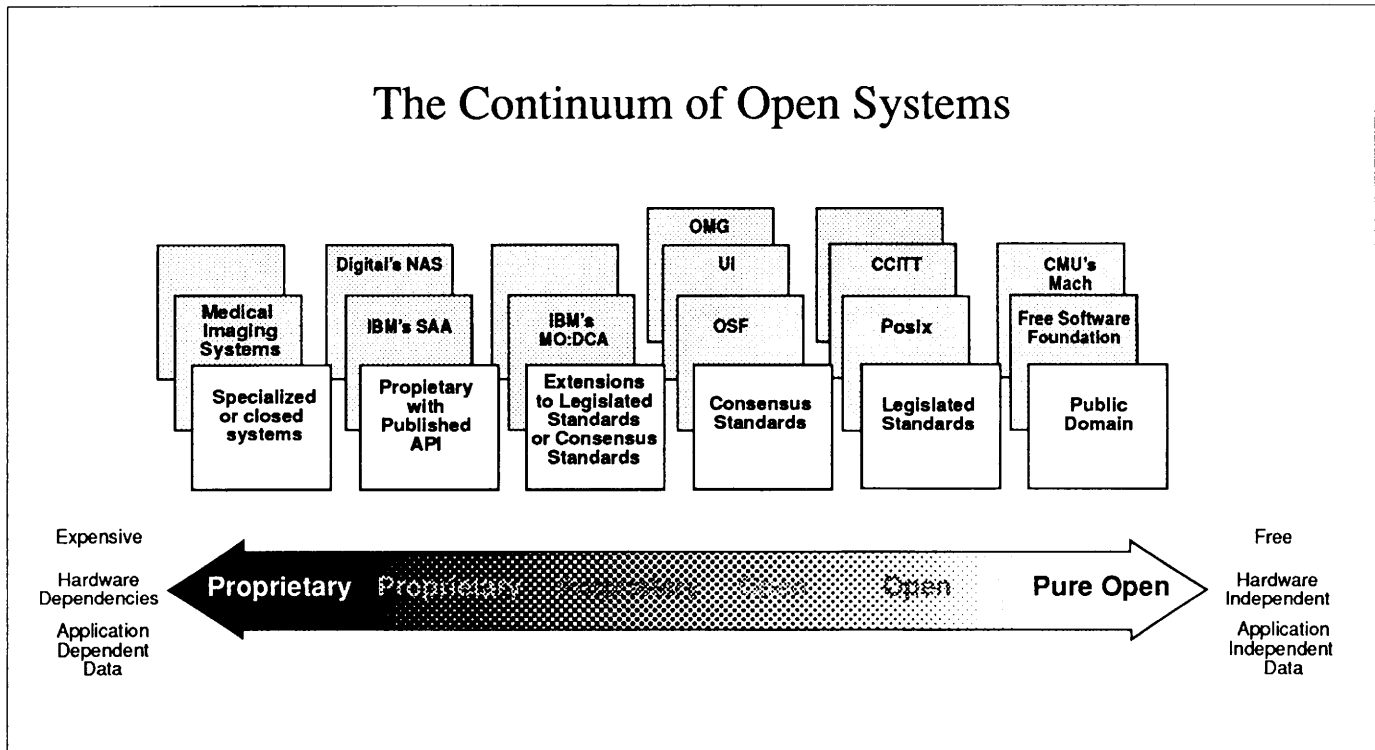 The Continuum of Open Systems
Medical
Imaging
Systems
Specialized
or closed
systems
Digital's NAS
IBM's SAA
Propietary
with
Published
API
IBM's
MO:DCA
Extensions
to Legislated
Standards
or Consensus
Standards
OMG
UI
OSF
Consensus
Standards
CCITT
Posix
Legislated
Standards
CMU's
Mach
Free Software
Foundation
Public
Domain
Expensive
Hardware
Dependencies
Application
Dependent
Data
Proprietary Proprietary Proprietary Open Open Pure Open
Free
Hardware
Independent
Application
Independent
Data